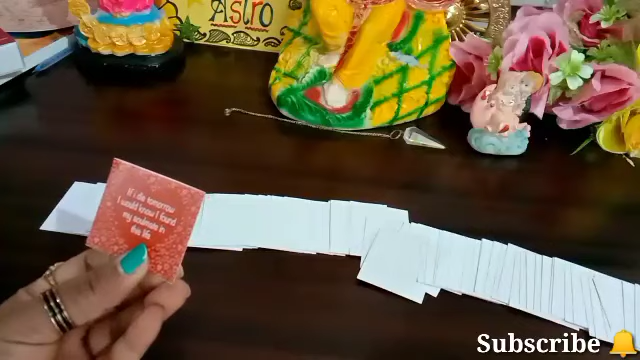 Astro
If i die tomorrow
I would know I found
my soulmate in
this life
Subscribe